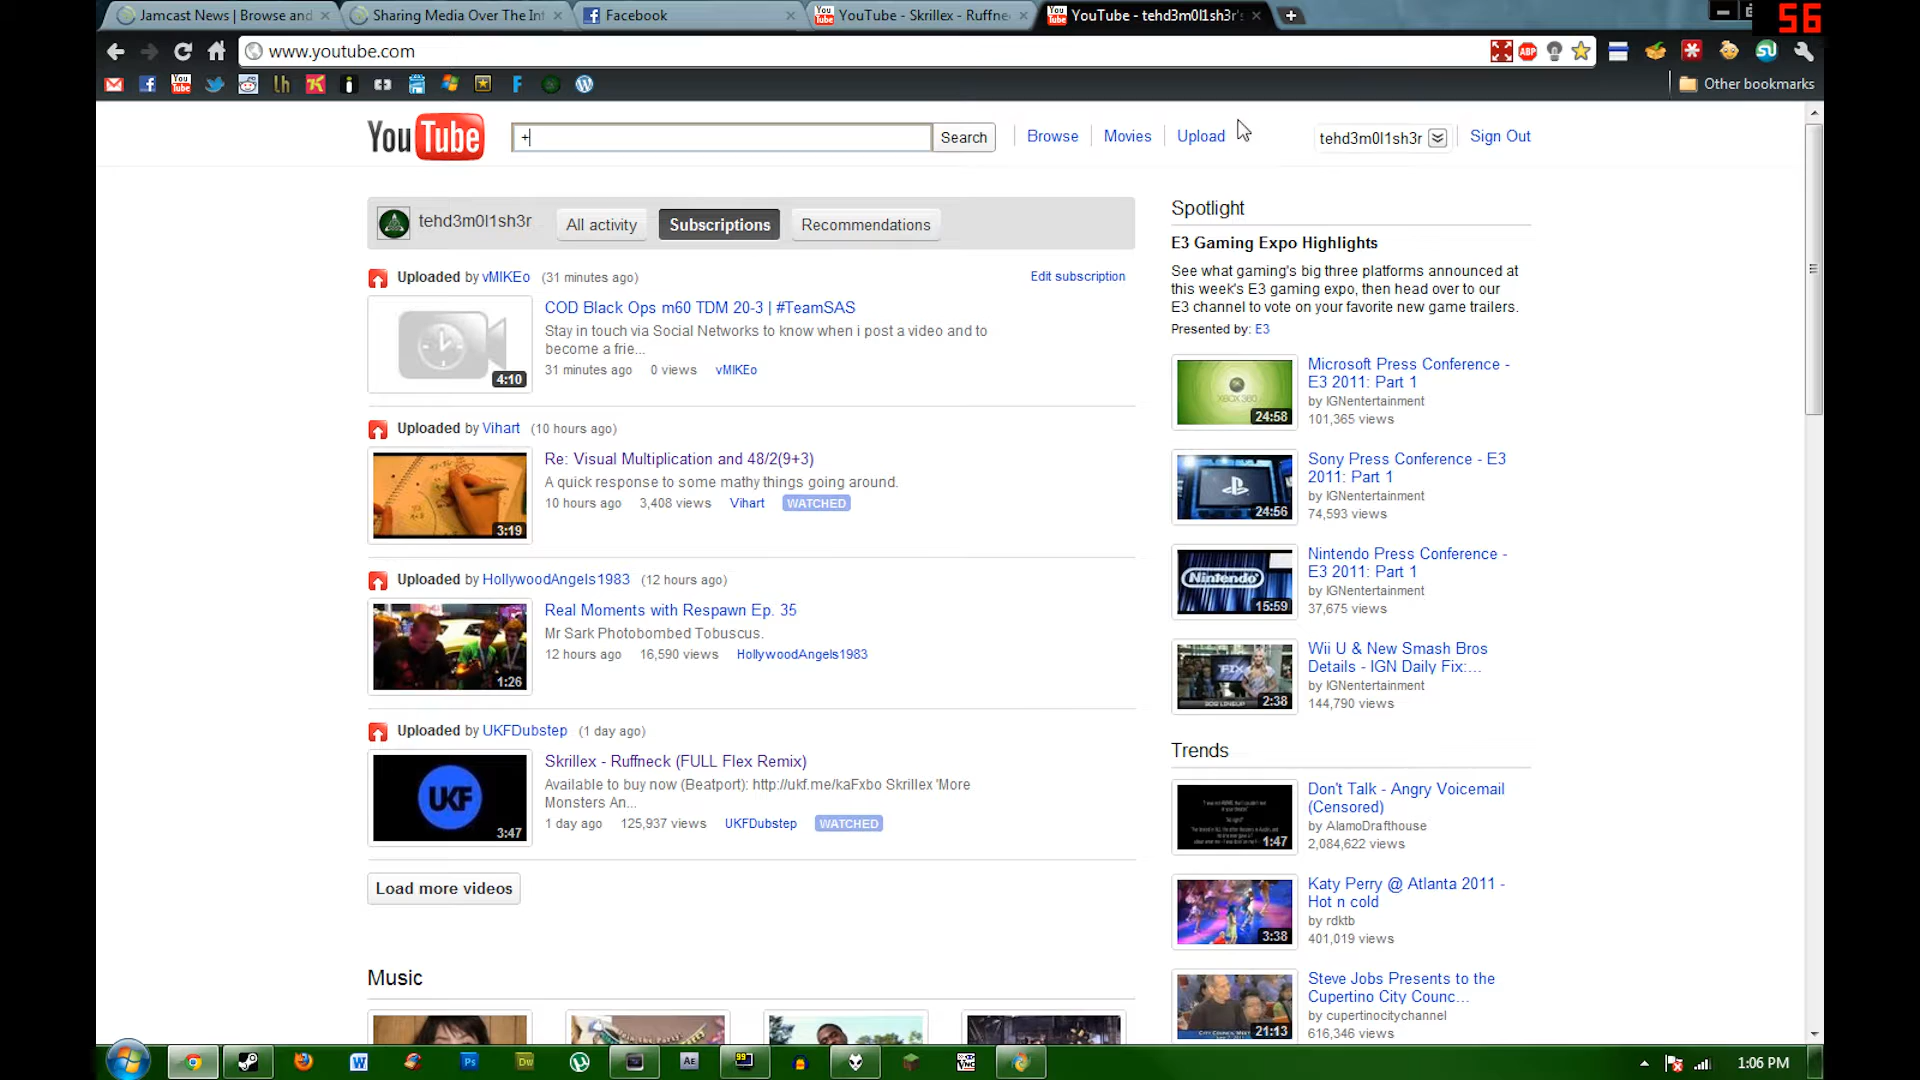 Jamcast News | Browse and
Sharing Media Over The Int
Facebook
YouTube - Skrillex - Ruffne
YouTube - tehd3m0l1sh3r's
56
www.youtube.com
ABP
Other bookmarks
YouTube
+
Search
Browse
Movies
Upload
tehd3m0l1sh3r
Sign Out
tehd3m0l1sh3r
All activity
Subscriptions
Recommendations
Uploaded by vMIKEo (31 minutes ago)
Edit subscription
COD Black Ops m60 TDM 20-3 | #TeamSAS
Stay in touch via Social Networks to know when i post a video and to
become a frie...
31 minutes ago 0 views vMIKEo
4:10
Uploaded by Vihart (10 hours ago)
Re: Visual Multiplication and 48/2(9+3)
A quick response to some mathy things going around.
10 hours ago 3,408 views Vihart WATCHED
3:19
Uploaded by HollywoodAngels1983 (12 hours ago)
Real Moments with Respawn Ep. 35
Mr Sark Photobombed Tobuscus.
12 hours ago 16,590 views HollywoodAngels1983
1:26
Uploaded by UKFDubstep (1 day ago)
Skrillex - Ruffneck (FULL Flex Remix)
Available to buy now (Beatport): http://ukf.me/kaFxbo Skrillex 'More
Monsters An...
1 day ago 125,937 views UKFDubstep WATCHED
UKF
3:47
Load more videos
Music
Spotlight
E3 Gaming Expo Highlights
See what gaming's big three platforms announced at
this week's E3 gaming expo, then head over to our
E3 channel to vote on your favorite new game trailers.
Presented by: E3
Microsoft Press Conference -
E3 2011: Part 1
by IGNentertainment
101,365 views
XBOX 360
24:58
Sony Press Conference - E3
2011: Part 1
by IGNentertainment
74,593 views
24:56
Nintendo Press Conference -
E3 2011: Part 1
by IGNentertainment
37,675 views
Nintendo
15:59
Wii U & New Smash Bros
Details - IGN Daily Fix:...
by IGNentertainment
144,790 views
2:38
Trends
Don't Talk - Angry Voicemail
(Censored)
by AlamoDrafthouse
2,084,622 views
1:47
Katy Perry @ Atlanta 2011 -
Hot n cold
by rdktb
401,019 views
3:38
Steve Jobs Presents to the
Cupertino City Counc...
by cupertinocitychannel
616,346 views
21:13
1:06 PM